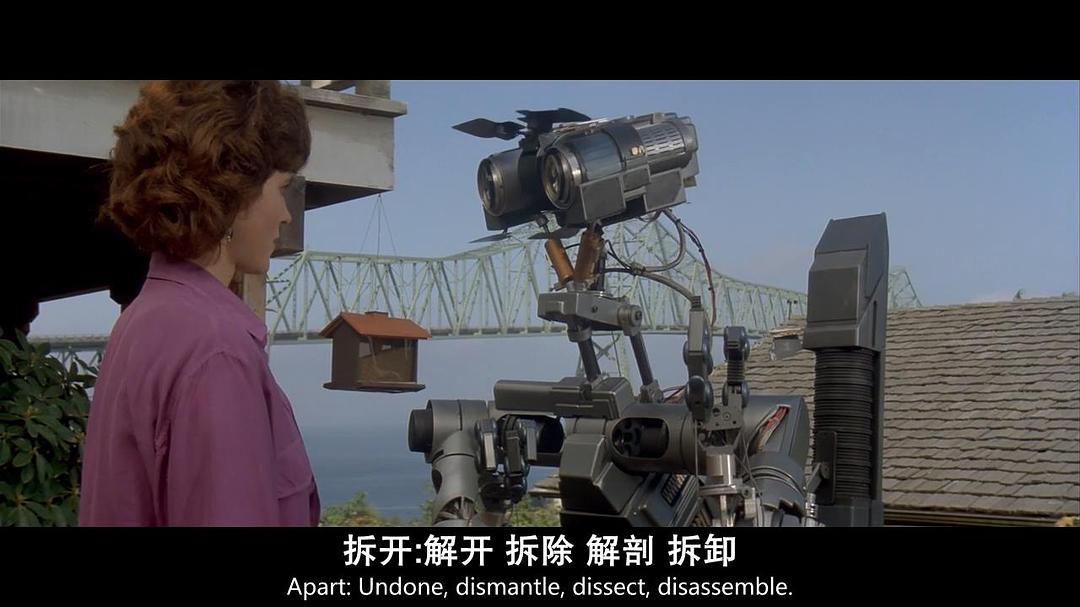 拆开:解开 拆除 解剖 拆卸
Apart: Undone, dismantle, dissect, disassemble.